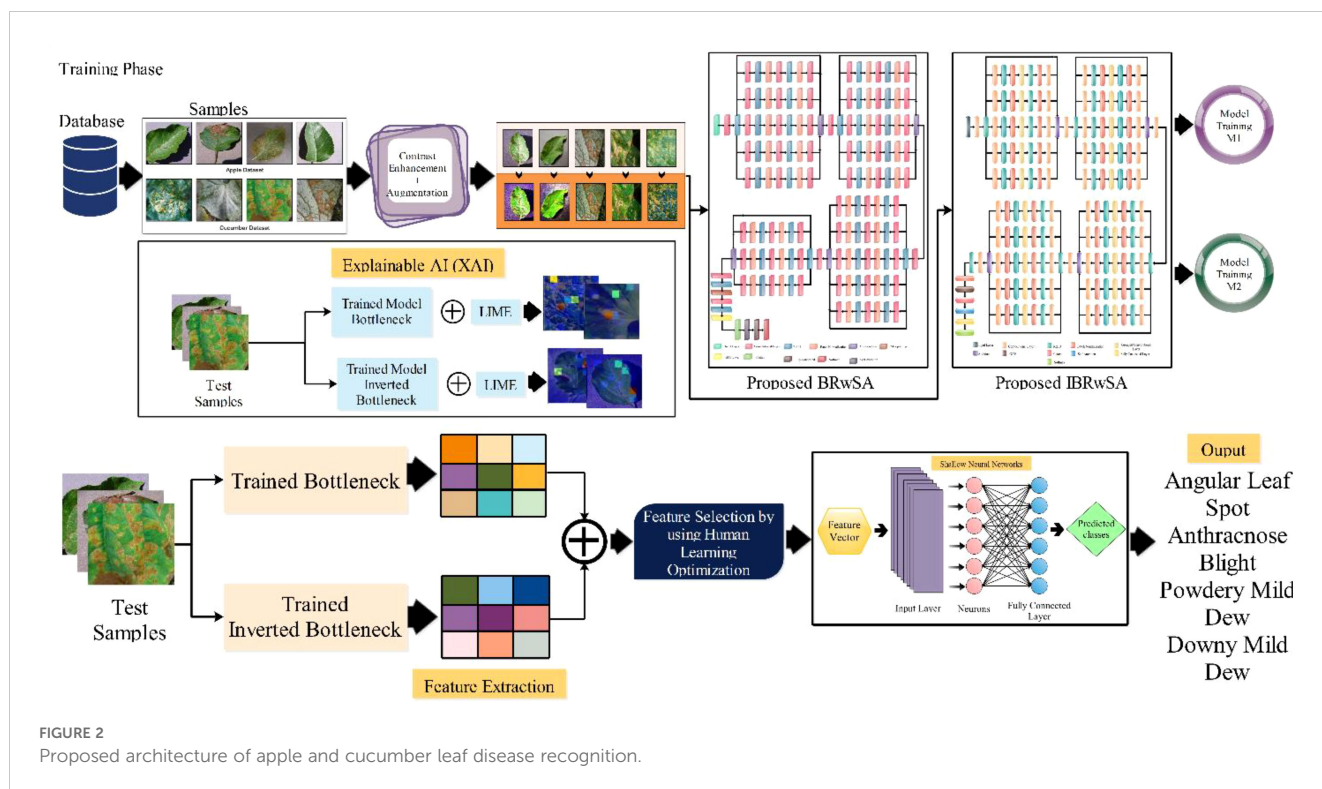 Training Phase
Database
Samples
Apple Dataset
Cucumber Dataset
Contrast
Enhancement
+
Augmentation
Proposed BRwSA
Proposed IBRwSA
Model
Training
M1
Model
Training
M2
Explainable AI (XAI)
Test
Samples
Trained Model
Bottleneck
LIME
Trained Model
Inverted
Bottleneck
LIME
Test
Samples
Trained Bottleneck
Trained
Inverted Bottleneck
Feature Extraction
Feature Selection by
using Human
Learning
Optimization
Shallow Neural Networks
Feature
Vector
Input Layer
Neurons
Fully Connected
Layer
Predicted
classes
Ouput
Angular Leaf
Spot
Anthracnose
Blight
Powdery Mild
Dew
Downy Mild
Dew
FIGURE 2
Proposed architecture of apple and cucumber leaf disease recognition.